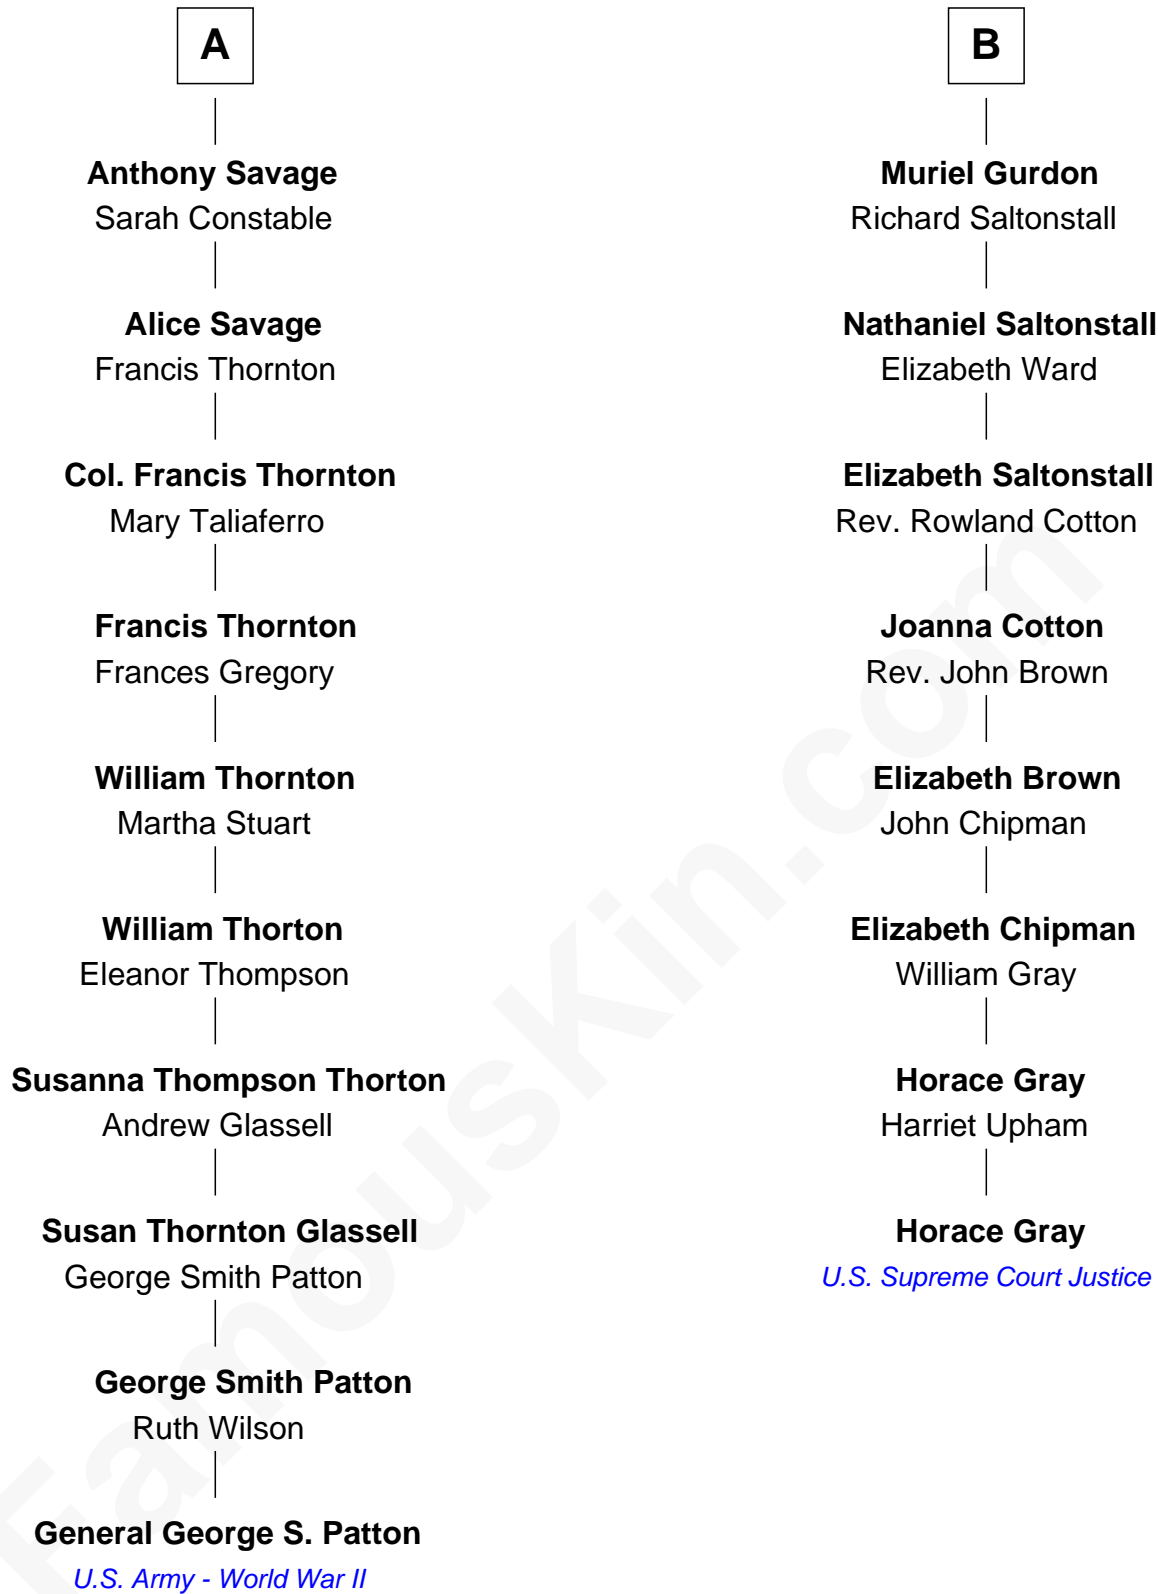 A
Anthony Savage
Sarah Constable
Alice Savage
Francis Thornton
Col. Francis Thornton
Mary Taliaferro
Francis Thornton
Frances Gregory
William Thornton
Martha Stuart
William Thorton
Eleanor Thompson
Susanna Thompson Thorton
Andrew Glassell
Susan Thornton Glassell
George Smith Patton
George Smith Patton
Ruth Wilson
General George S. Patton
U.S. Army - World War II
B
Muriel Gurdon
Richard Saltonstall
Nathaniel Saltonstall
Elizabeth Ward
Elizabeth Saltonstall
Rev. Rowland Cotton
Joanna Cotton
Rev. John Brown
Elizabeth Brown
John Chipman
Elizabeth Chipman
William Gray
Horace Gray
Harriet Upham
Horace Gray
U.S. Supreme Court Justice
FamousKin.com